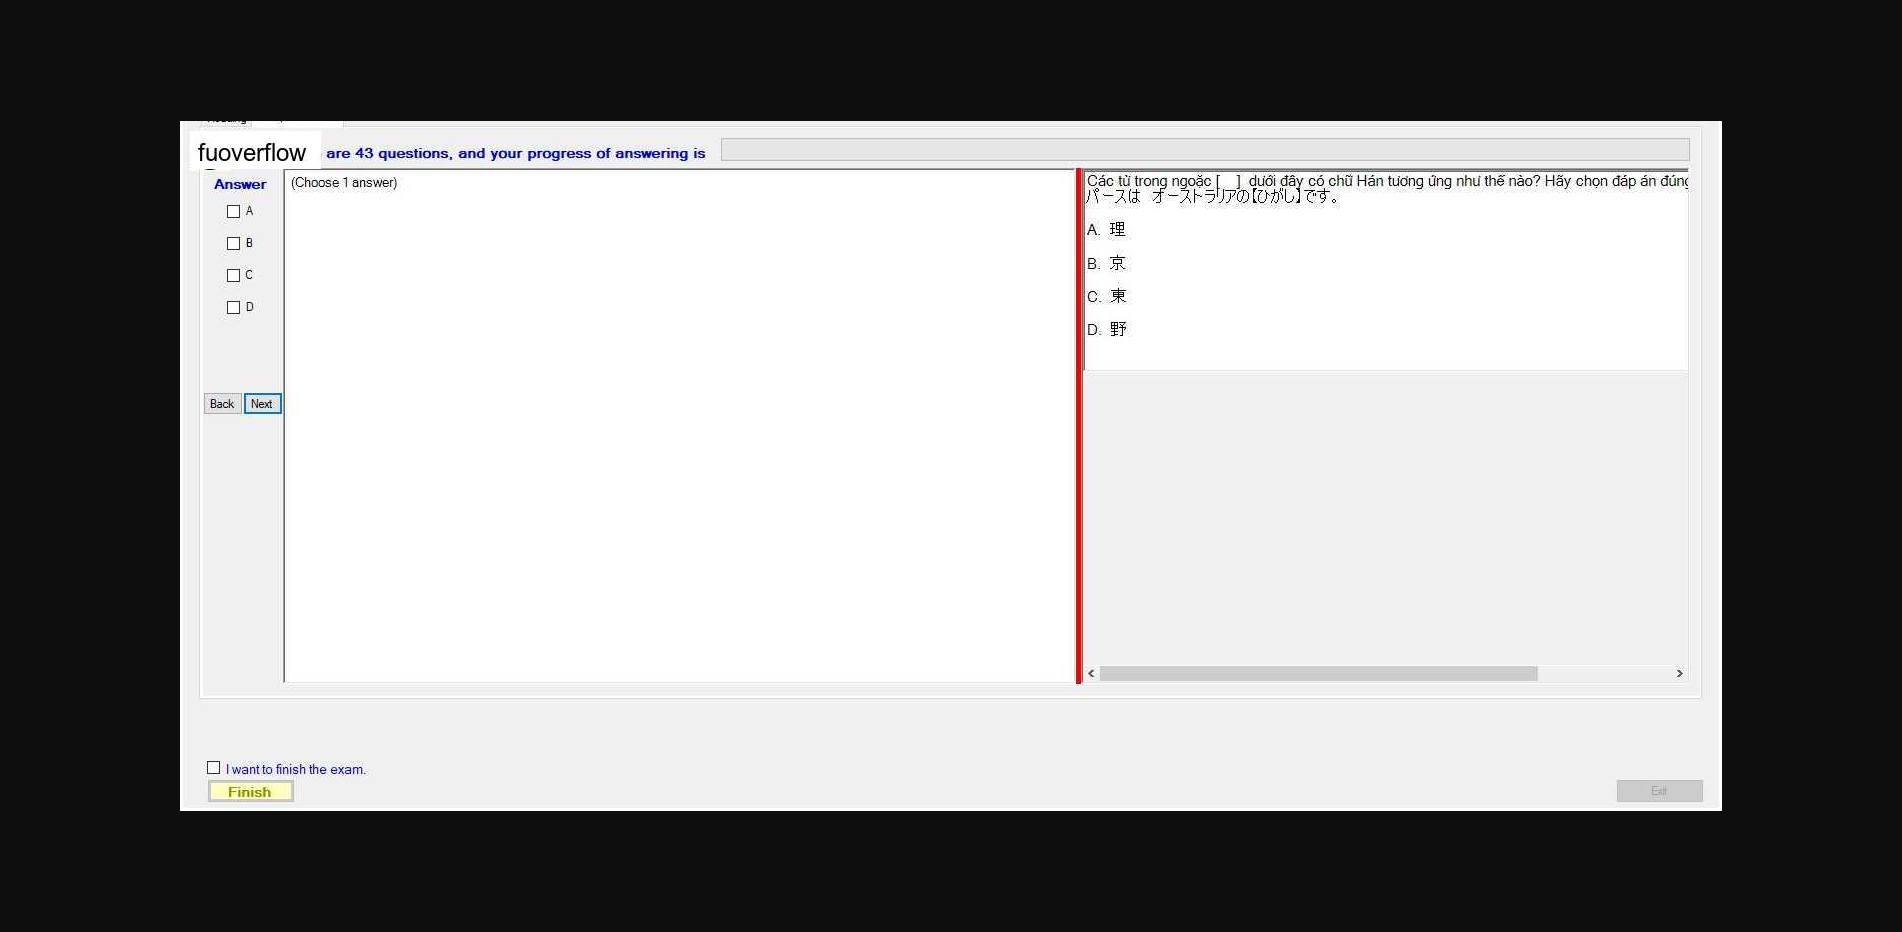 fuoverflow are 43 questions, and your progress of answering is
Answer
(Choose 1 answer)
A
B
C
D
Back Next
Các từ trong ngoặc [ ] dưới đây có chữ Hán tương ứng như thế nào? Hãy chọn đáp án đúng
パースは オーストラリアの【ひがし】です。
A. 理
B. 京
C. 東
D. 野
I want to finish the exam.
Finish
Exit